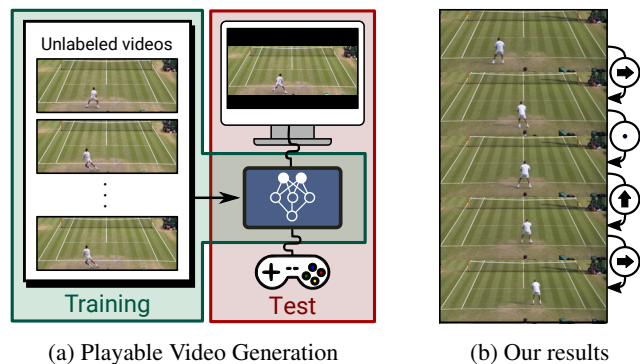 Unlabeled videos
Training
Test
(a) Playable Video Generation
(b) Our results